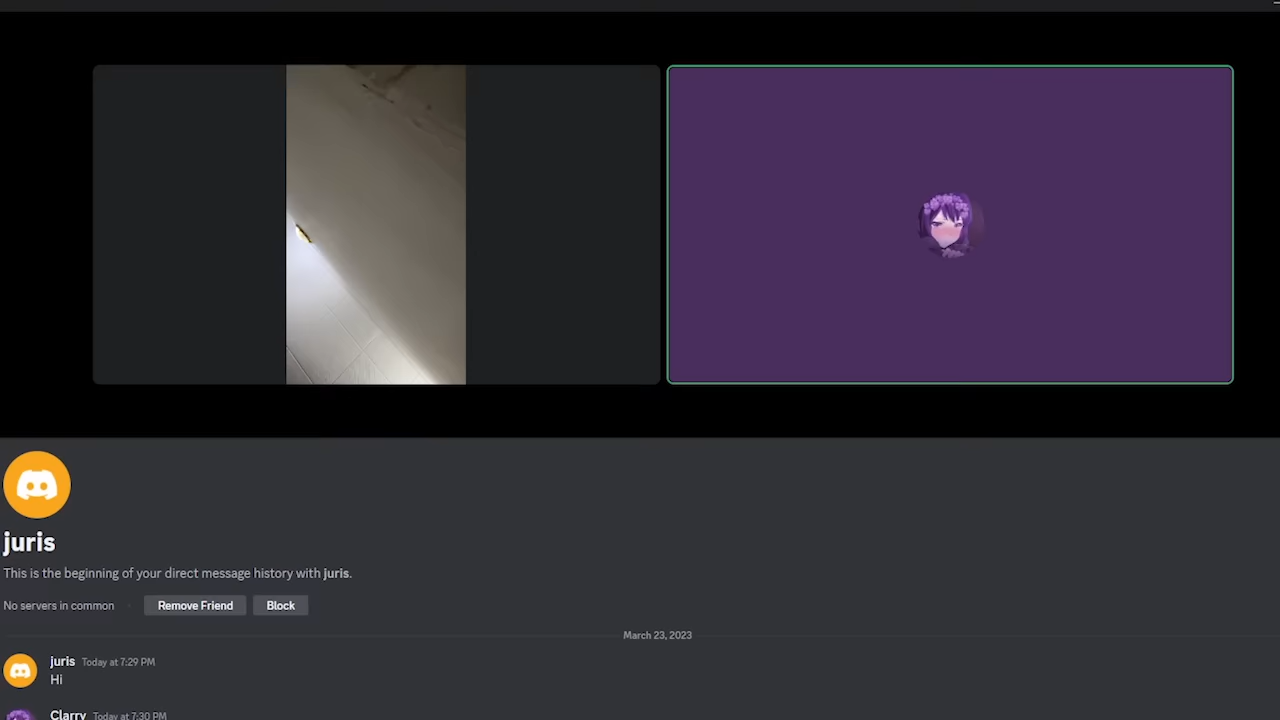 juris
This is the beginning of your direct message history with juris.
No servers in common
Remove Friend
Block
March 23, 2023
juris Today at 7:29 PM
Hi
Clarry Today at 7:30 PM